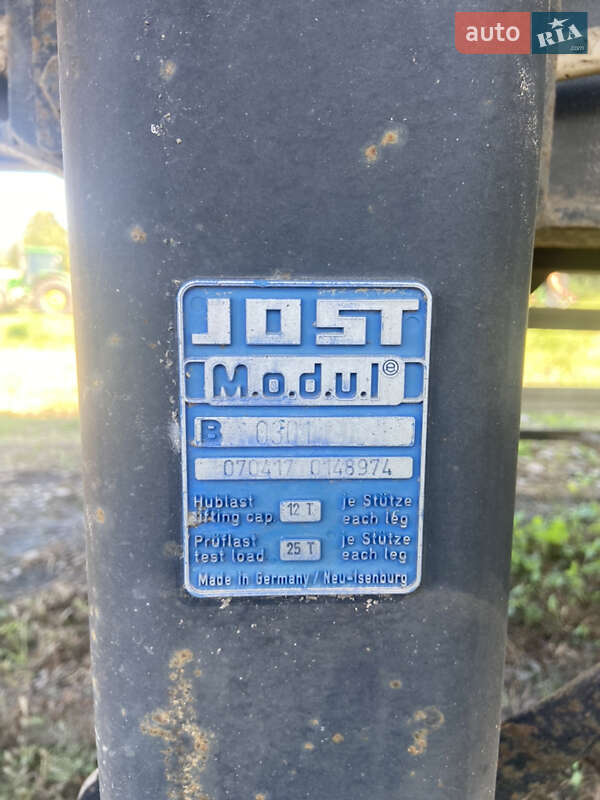 auto RIA
.com
JOST
M.o.d.u.l e
B 0301
070417 0148974
Hublast 12 T je Stütze
lifting cap each leg
Prüflast 25 T je Stütze
test load each leg
Made in Germany / Neu-Isenburg